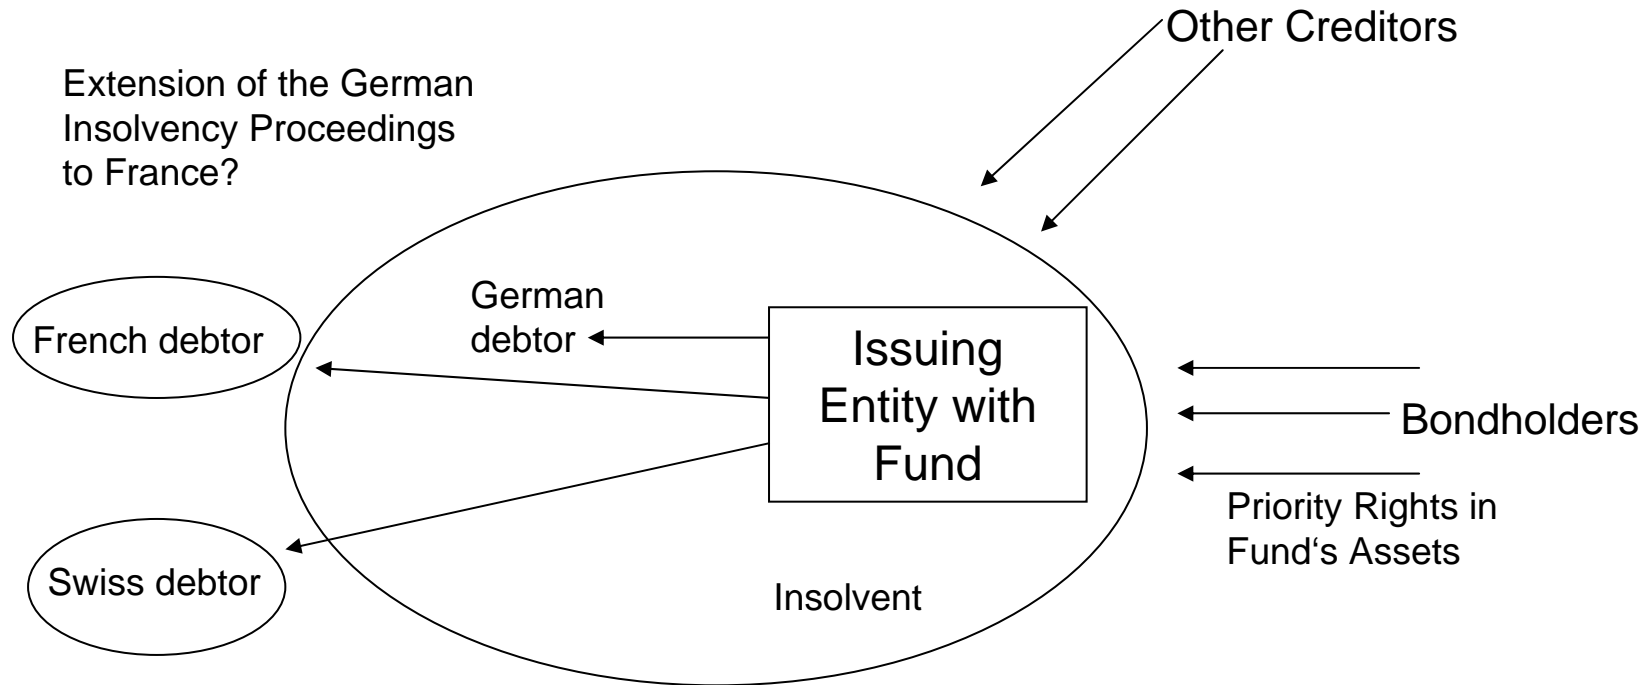 Other Creditors
Extension of the German
Insolvency Proceedings
to France?
German
debtor
French debtor
Issuing
Entity with
Fund
Bondholders
Priority Rights in
Fund‘s Assets
Swiss debtor
Insolvent